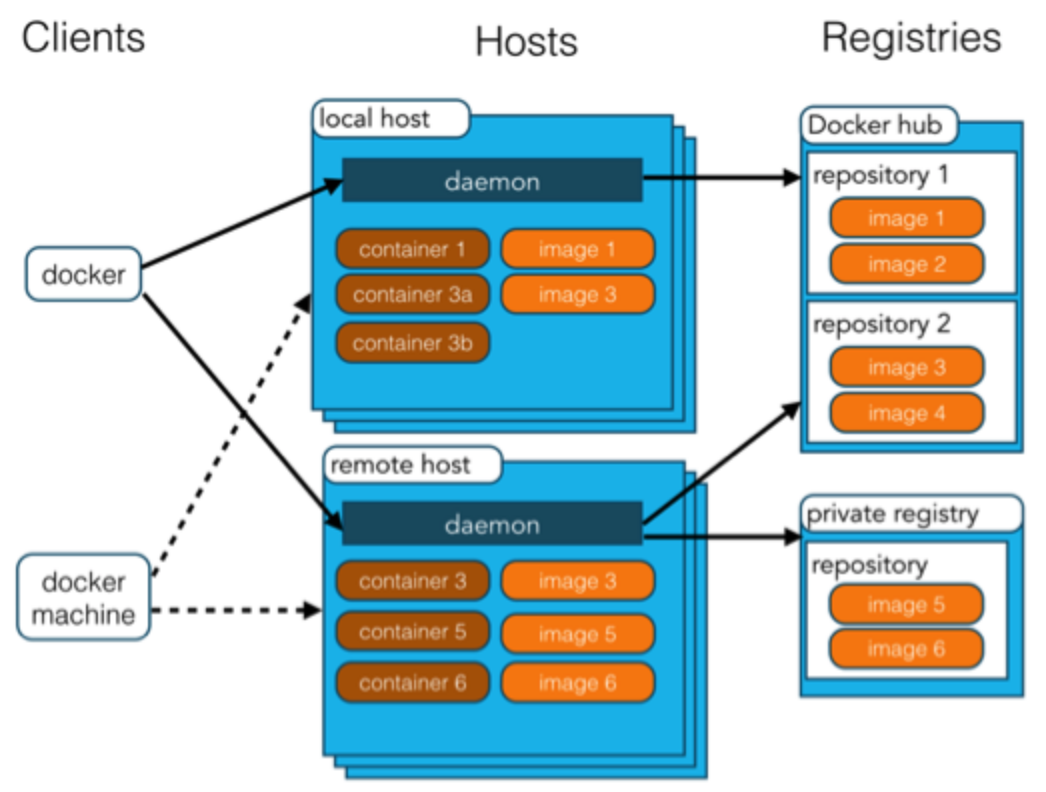 Clients
Hosts
Registries
local host
daemon
container 1
image 1
container 3a
image 3
container 3b
docker
docker
machine
remote host
daemon
container 3
image 3
container 5
image 5
container 6
image 6
Docker hub
repository 1
image 1
image 2
repository 2
image 3
image 4
private registry
repository
image 5
image 6